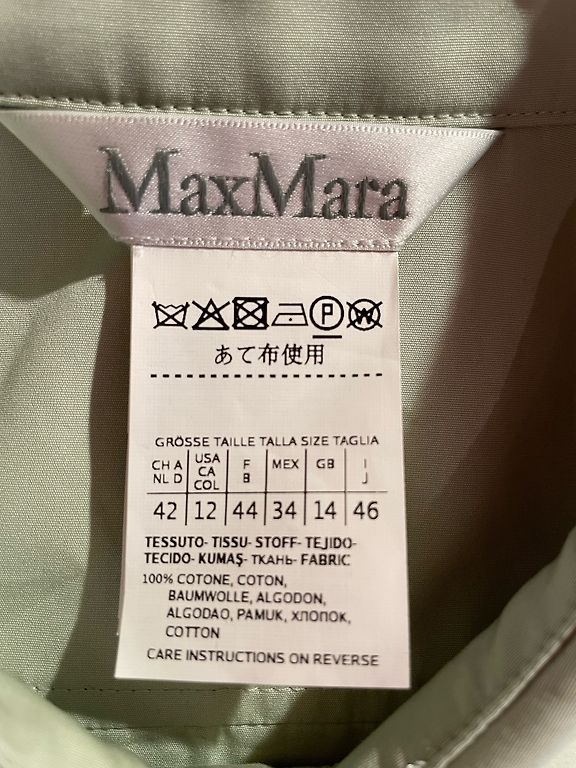 MaxMara
P W
あて布使用
GRÖSSE TAILLE TALLA SIZE TAGLIA
CH A NL D USA CA COL F B MEX GB I J
42 12 44 34 14 46
TESSUTO- TISSU- STOFF- TEJIDO-
TECIDO- KUMAŞ- ТКАНЬ- FABRIC
100% COTONE, COTON,
BAUMWOLLE, ALGODON,
ALGODAO, PAMUK, ХЛОПОК,
COTTON
CARE INSTRUCTIONS ON REVERSE